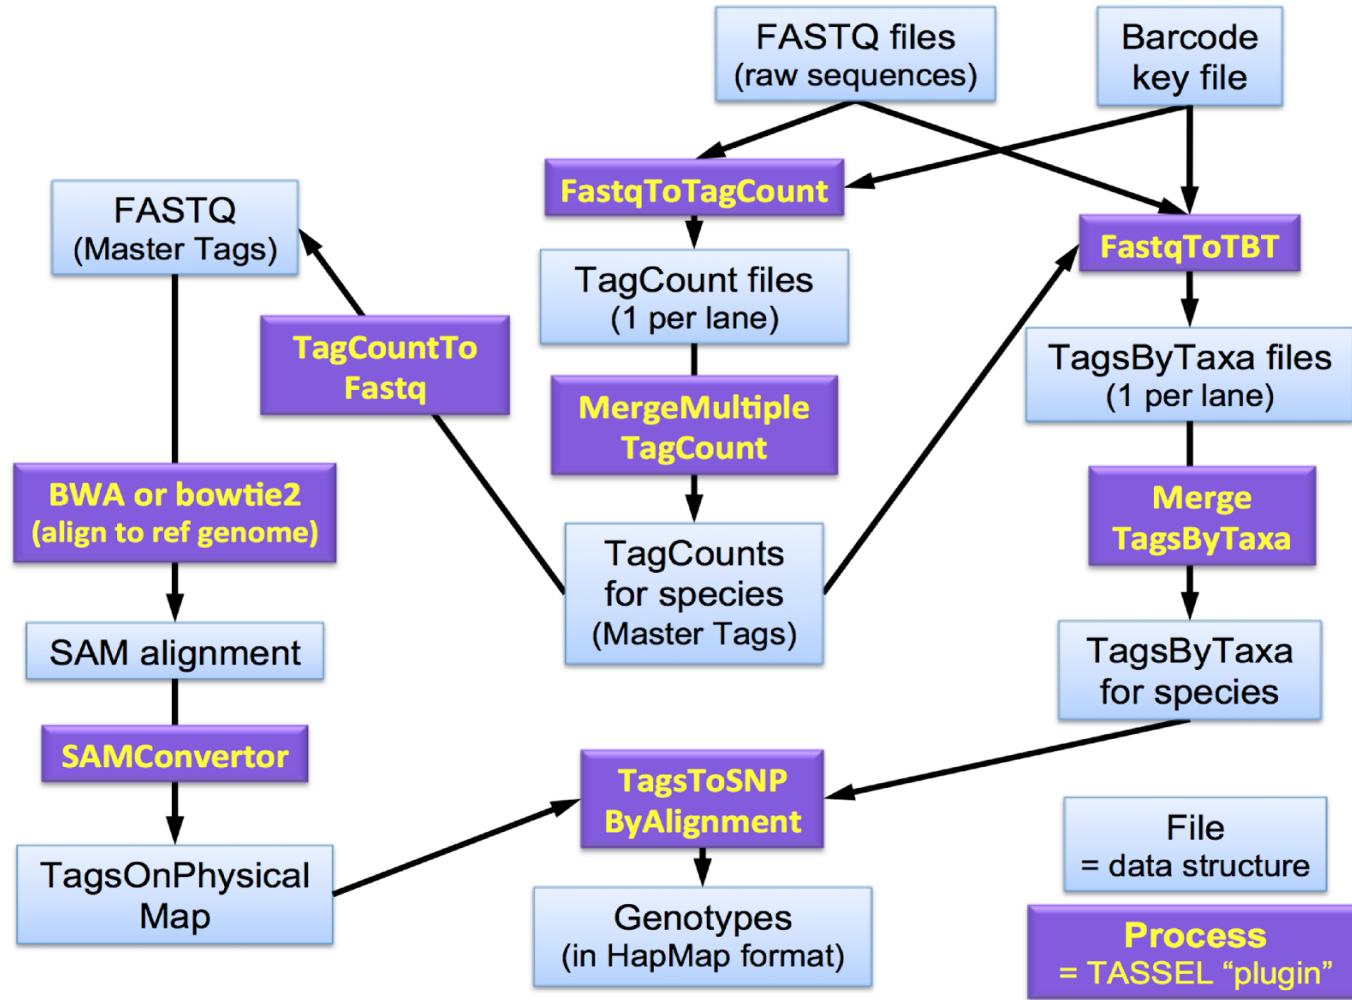 FASTQ files
(raw sequences)
Barcode
key file
FastqToTagCount
FASTQ
(Master Tags)
FastqToTBT
TagCount files
(1 per lane)
TagCountTo
Fastq
TagsByTaxa files
(1 per lane)
MergeMultiple
TagCount
BWA or bowtie2
(align to ref genome)
Merge
TagsByTaxa
TagCounts
for species
(Master Tags)
SAM alignment
TagsByTaxa
for species
SAMConvertor
TagsToSNP
ByAlignment
File
= data structure
TagsOnPhysical
Map
Genotypes
(in HapMap format)
Process
= TASSEL “plugin”